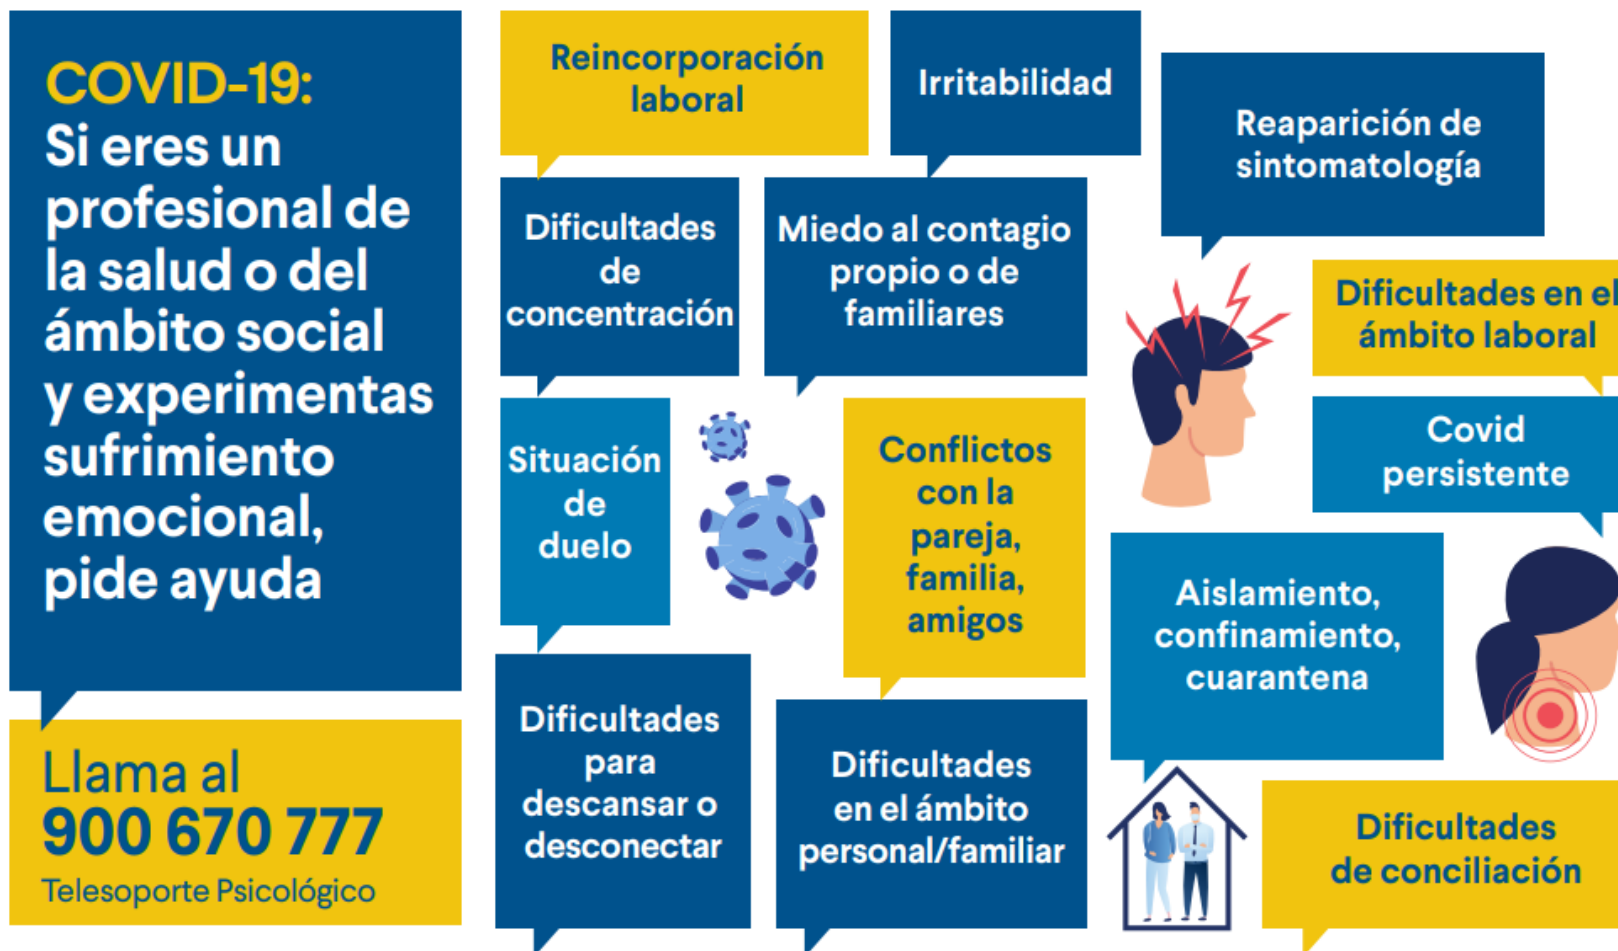 COVID-19:
Si eres un
profesional de
la salud o del
ámbito social
y experimentas
sufrimiento
emocional,
pide ayuda
Llama al
900 670 777
Telesoporte Psicológico
Reincorporación
laboral
Irritabilidad
Reaparición de
sintomatología
Dificultades
de
concentración
Miedo al contagio
propio o de
familiares
Dificultades en el
ámbito laboral
Situación
de
duelo
Conflictos
con la
pareja,
familia,
amigos
Covid
persistente
Aislamiento,
confinamiento,
cuarentena
Dificultades
para
descansar o
desconectar
Dificultades
en el ámbito
personal/familiar
Dificultades
de conciliación